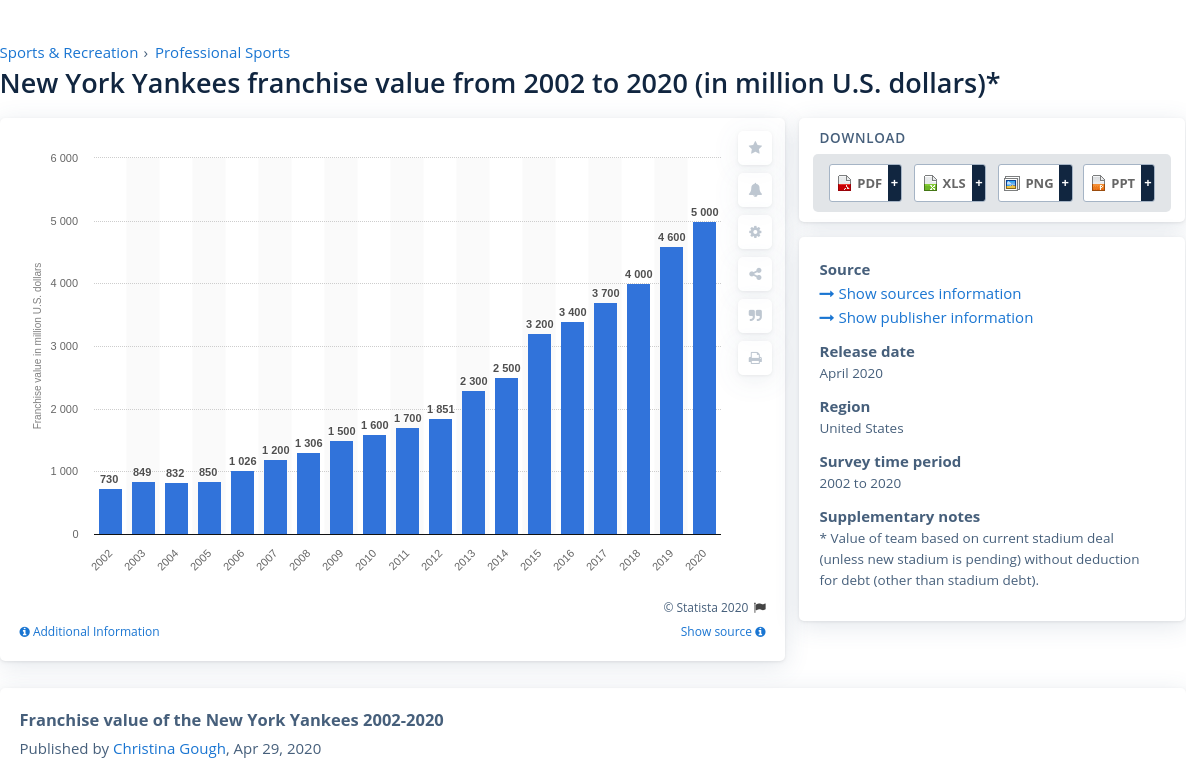 Sports & Recreation › Professional Sports
New York Yankees franchise value from 2002 to 2020 (in million U.S. dollars)*
Franchise value in million U.S. dollars
6 000
5 000
4 000
3 000
2 000
1 000
0
730
849
832
850
1 026
1 200
1 306
1 500
1 600
1 700
1 851
2 300
2 500
3 200
3 400
3 700
4 000
4 600
5 000
2002
2003
2004
2005
2006
2007
2008
2009
2010
2011
2012
2013
2014
2015
2016
2017
2018
2019
2020
© Statista 2020
Additional Information
Show source
DOWNLOAD
PDF + XLS + PNG + PPT +
Source
Show sources information
Show publisher information
Release date
April 2020
Region
United States
Survey time period
2002 to 2020
Supplementary notes
* Value of team based on current stadium deal
(unless new stadium is pending) without deduction
for debt (other than stadium debt).
Franchise value of the New York Yankees 2002-2020
Published by Christina Gough, Apr 29, 2020